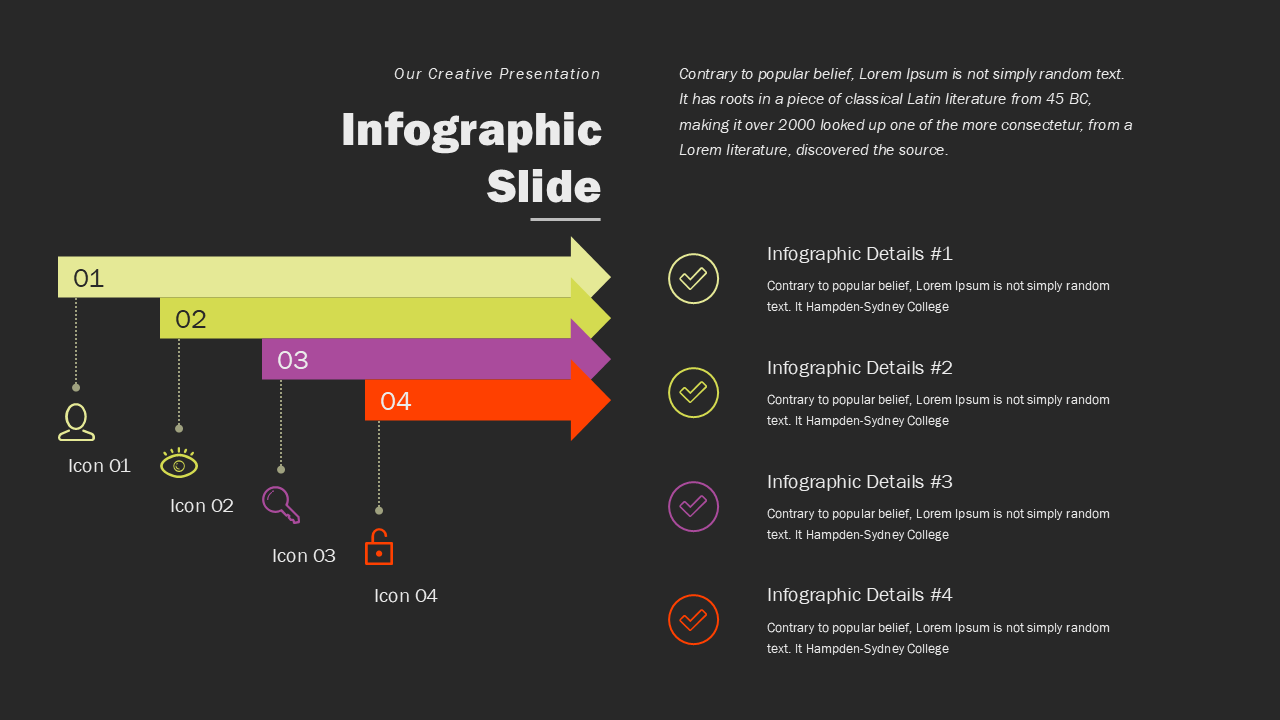 Our Creative Presentation
Infographic
Slide
Contrary to popular belief, Lorem Ipsum is not simply random text.
It has roots in a piece of classical Latin literature from 45 BC,
making it over 2000 looked up one of the more consectetur, from a
Lorem literature, discovered the source.
01
02
03
04
Icon 01
Icon 02
Icon 03
Icon 04
Infographic Details #1
Contrary to popular belief, Lorem Ipsum is not simply random
text. It Hampden-Sydney College
Infographic Details #2
Contrary to popular belief, Lorem Ipsum is not simply random
text. It Hampden-Sydney College
Infographic Details #3
Contrary to popular belief, Lorem Ipsum is not simply random
text. It Hampden-Sydney College
Infographic Details #4
Contrary to popular belief, Lorem Ipsum is not simply random
text. It Hampden-Sydney College